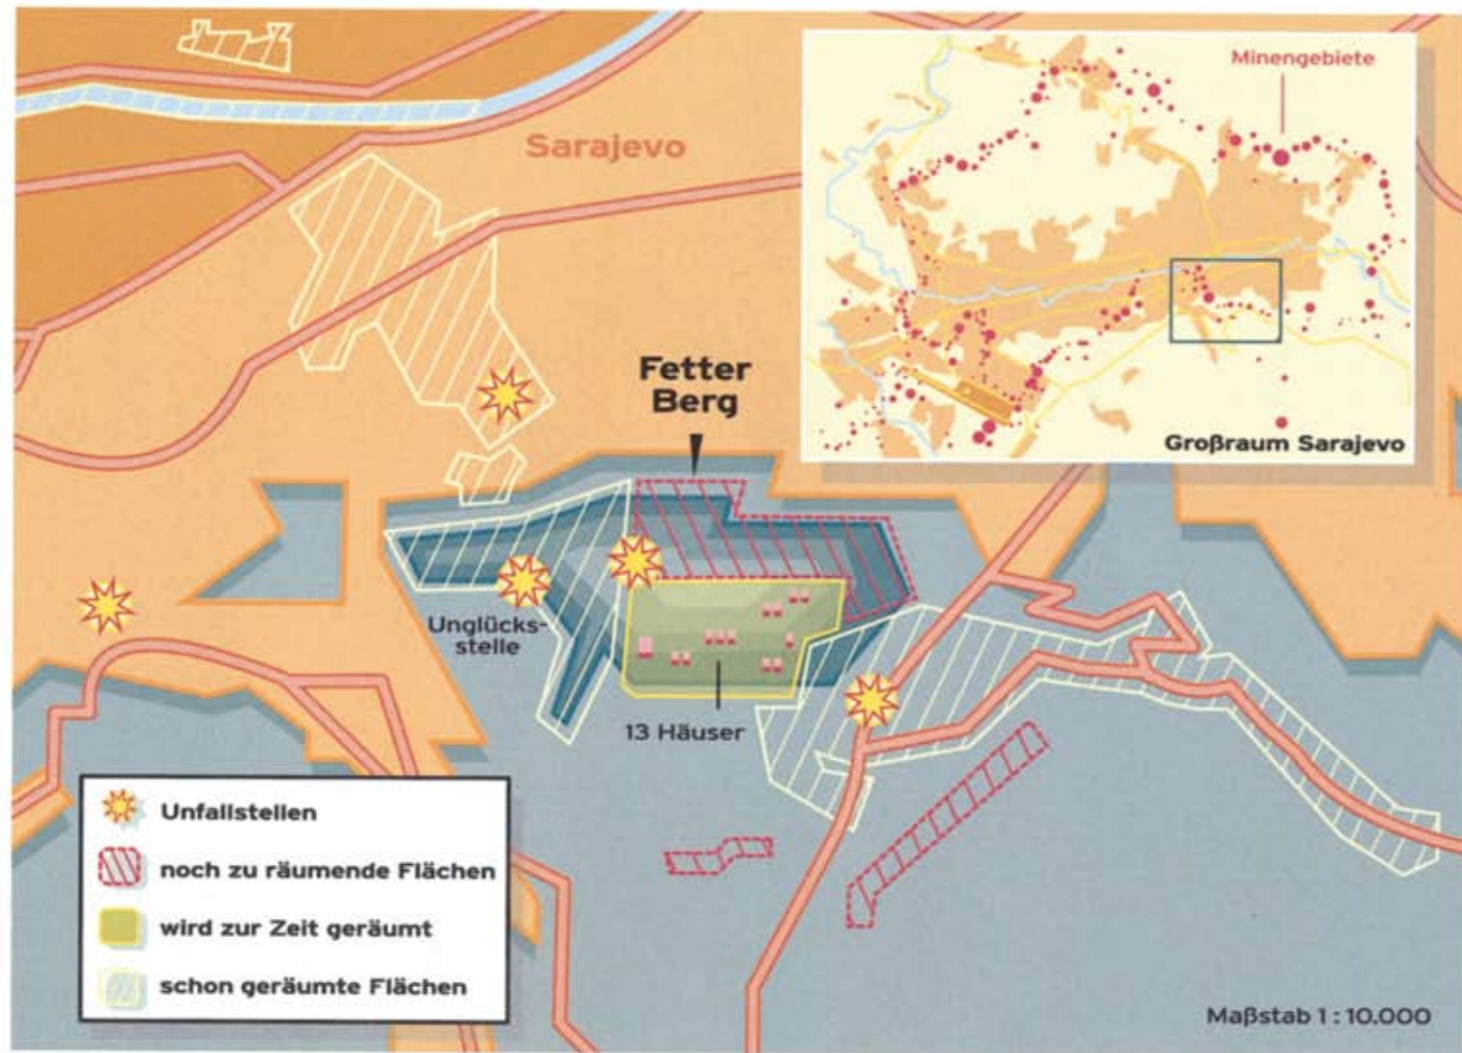 Sarajevo
Minengebiete
Großraum Sarajevo
Fetter
Berg
Unglücks-
stelle
13 Häuser
Unfallstellen
noch zu räumende Flächen
wird zur Zeit geräumt
schon geräumte Flächen
Maßstab 1 : 10.000